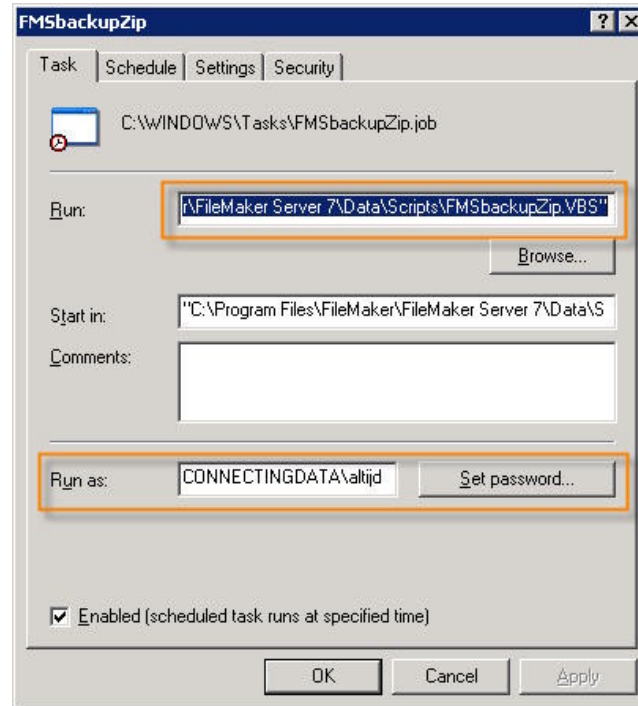 FMSbackupZip
Task Schedule Settings Security
C:\WINDOWS\Tasks\FMSbackupZip.job
Run: r\FileMaker Server 7\Data\Scripts\FMSbackupZip.VBS"
Browse...
Start in: "C:\Program Files\FileMaker\FileMaker Server 7\Data\S
Comments:
Run as: CONNECTINGDATA\altijd Set password...
Enabled (scheduled task runs at specified time)
OK Cancel Apply